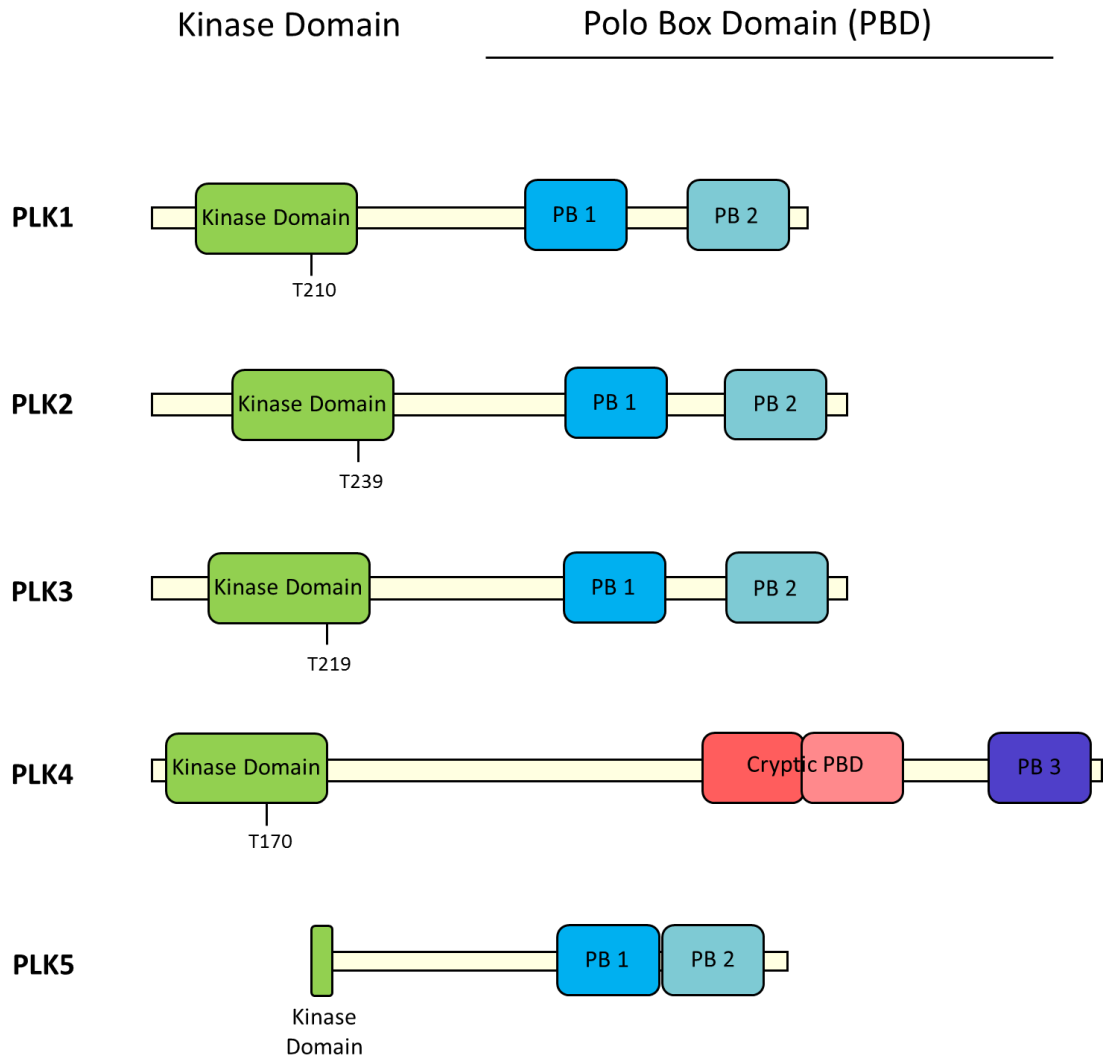 Kinase Domain
Polo Box Domain (PBD)
PLK1
Kinase Domain
PB 1
PB 2
T210
PLK2
Kinase Domain
PB 1
PB 2
T239
PLK3
Kinase Domain
PB 1
PB 2
T219
PLK4
Kinase Domain
Cryptic PBD
PB 3
T170
PLK5
PB 1
PB 2
Kinase
Domain